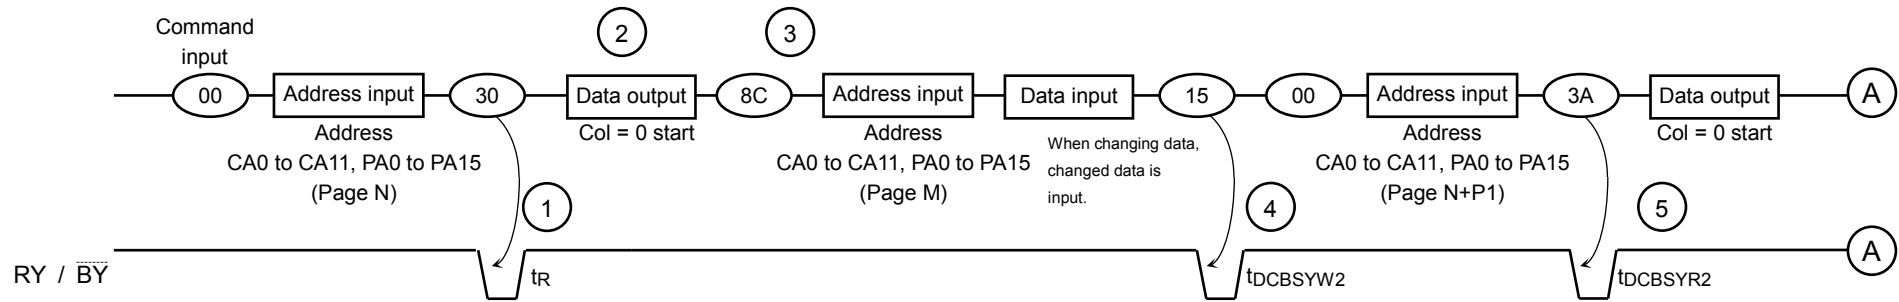 Command
input
2
3
00
Address input
30
Data output
8C
Address input
Data input
15
00
Address input
3A
Data output
A
Address
CA0 to CA11, PA0 to PA15
(Page N)
Col = 0 start
Address
CA0 to CA11, PA0 to PA15
(Page M)
When changing data,
changed data is
input.
Address
CA0 to CA11, PA0 to PA15
(Page N+P1)
Col = 0 start
1
4
5
RY / BY
tR
tDCBSYW2
tDCBSYR2
A